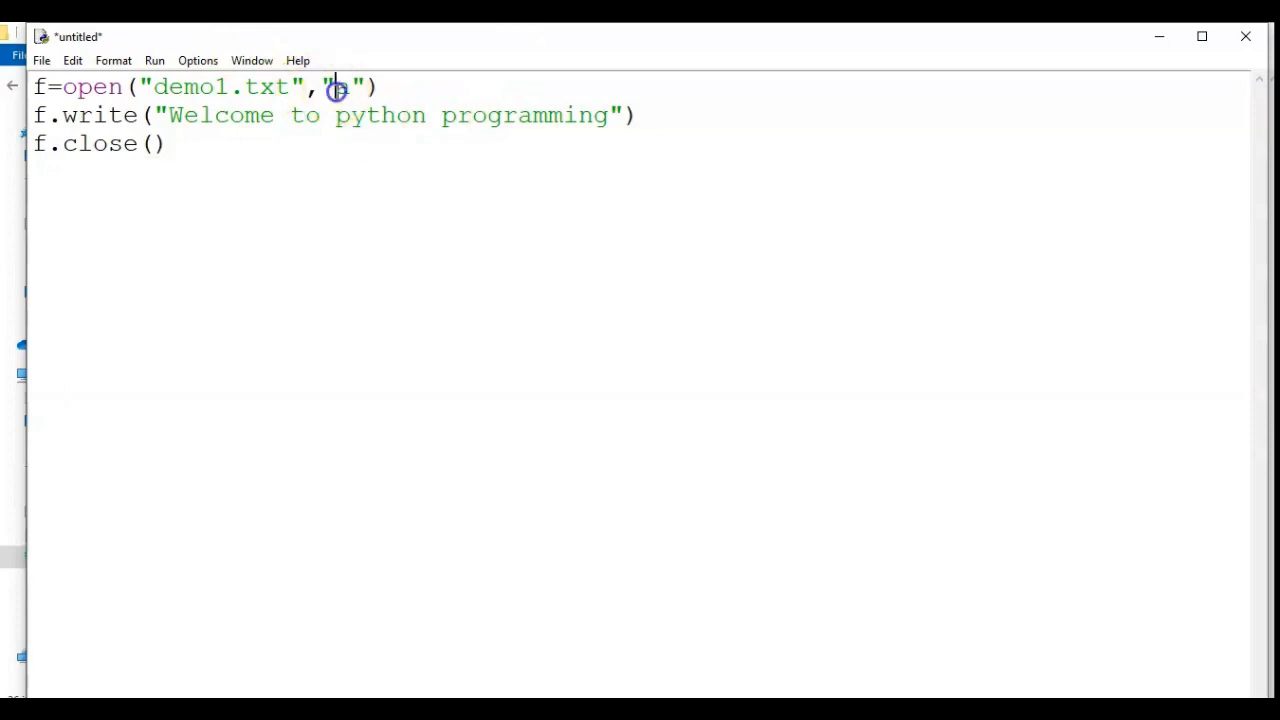 *untitled*
File Edit Format Run Options Window Help
f=open("demo1.txt","a")
f.write("Welcome to python programming")
f.close()